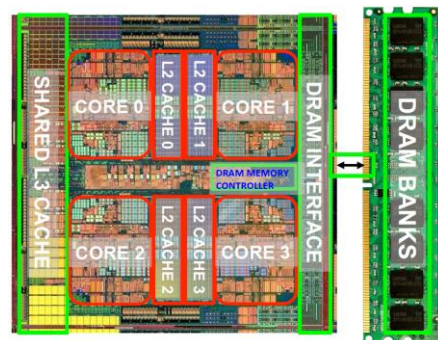 SHARED L3 CACHE
CORE 0
L2 CACHE 0
L2 CACHE 1
CORE 1
DRAM MEMORY
CONTROLLER
CORE 2
L2 CACHE 2
L2 CACHE 3
CORE 3
DRAM INTERFACE
DRAM BANKS